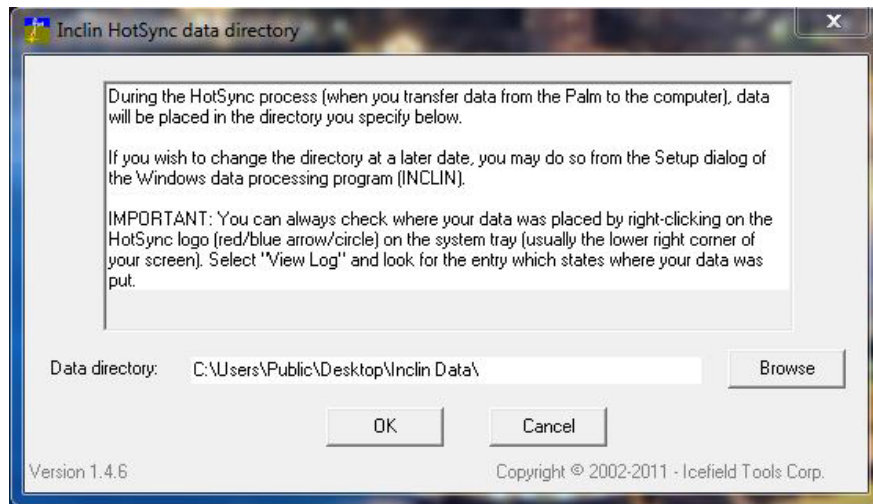 Inclin HotSync data directory
x
During the HotSync process (when you transfer data from the Palm to the computer), data
will be placed in the directory you specify below.
If you wish to change the directory at a later date, you may do so from the Setup dialog of
the Windows data processing program (INCLIN).
IMPORTANT: You can always check where your data was placed by right-clicking on the
HotSync logo (red/blue arrow/circle) on the system tray (usually the lower right corner of
your screen). Select "View Log" and look for the entry which states where your data was
put.
Data directory: C:\Users\Public\Desktop\Inclin Data\ Browse
OK Cancel
Version 1.4.6 Copyright © 2002-2011 - Icefield Tools Corp.